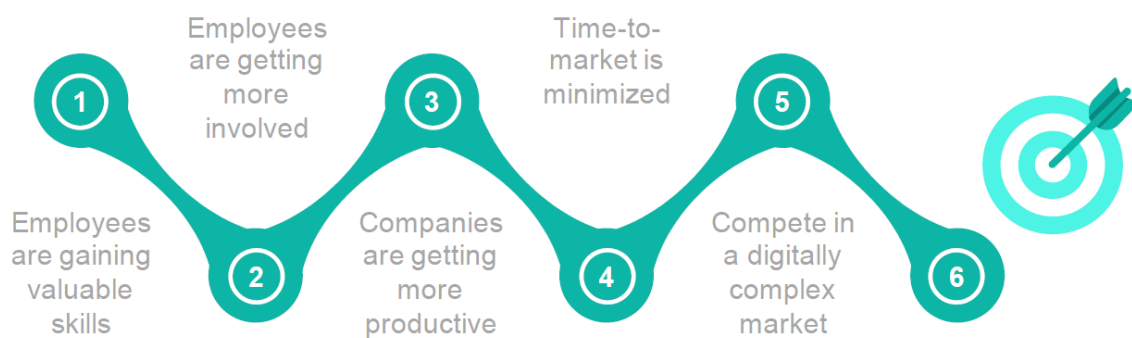 1
Employees
are gaining
valuable
skills
Employees
are getting
more
involved
2
3
Companies
are getting
more
productive
Time-to-
market is
minimized
4
5
Compete in
a digitally
complex
market
6